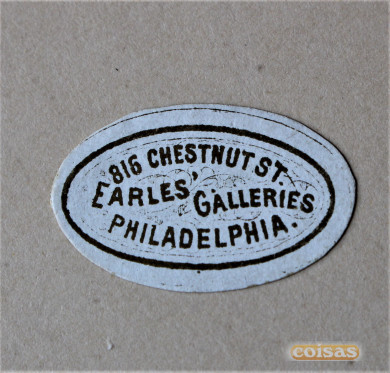 816 CHESTNUT ST.
EARLES' GALLERIES
PHILADELPHIA.
coisas